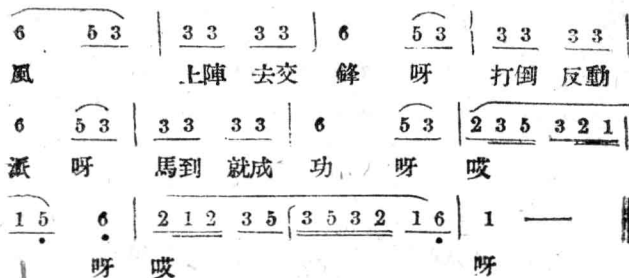 6 5 3 | 3 3 3 3 | 6 5 3 | 3 3 3 3 |
風 上陣 去交 鋒 呀 打倒 反動
6 5 3 | 3 3 3 3 | 6 5 3 | 2 3 5 3 2 1 |
派 呀 馬到 就成 功 呀 哎
1 5 6 | 2 1 2 3 5 3 5 3 2 1 6 | 1 — ‖
呀 哎 呀